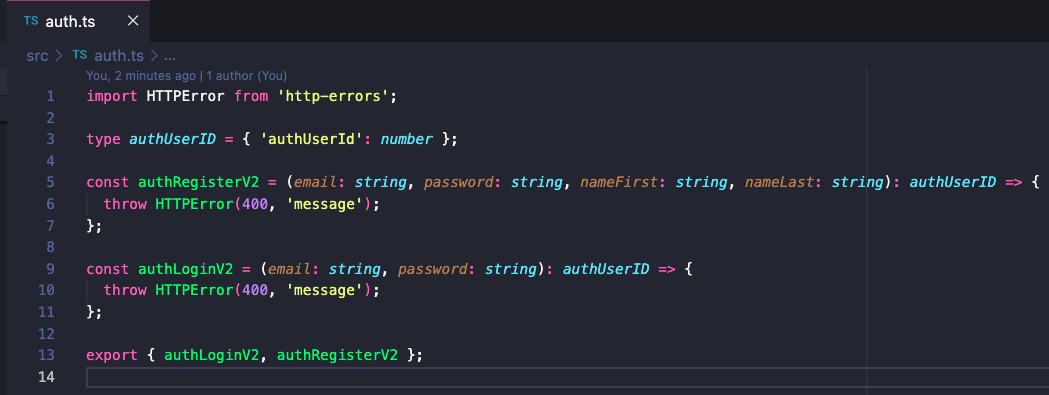 TS auth.ts ×
src > TS auth.ts > ...
You, 2 minutes ago | 1 author (You)
1 import HTTPError from 'http-errors';
2
3 type authUserID = { 'authUserId': number };
4
5 const authRegisterV2 = (email: string, password: string, nameFirst: string, nameLast: string): authUserID => {
6   throw HTTPError(400, 'message');
7 };
8
9 const authLoginV2 = (email: string, password: string): authUserID => {
10   throw HTTPError(400, 'message');
11 };
12
13 export { authLoginV2, authRegisterV2 };
14